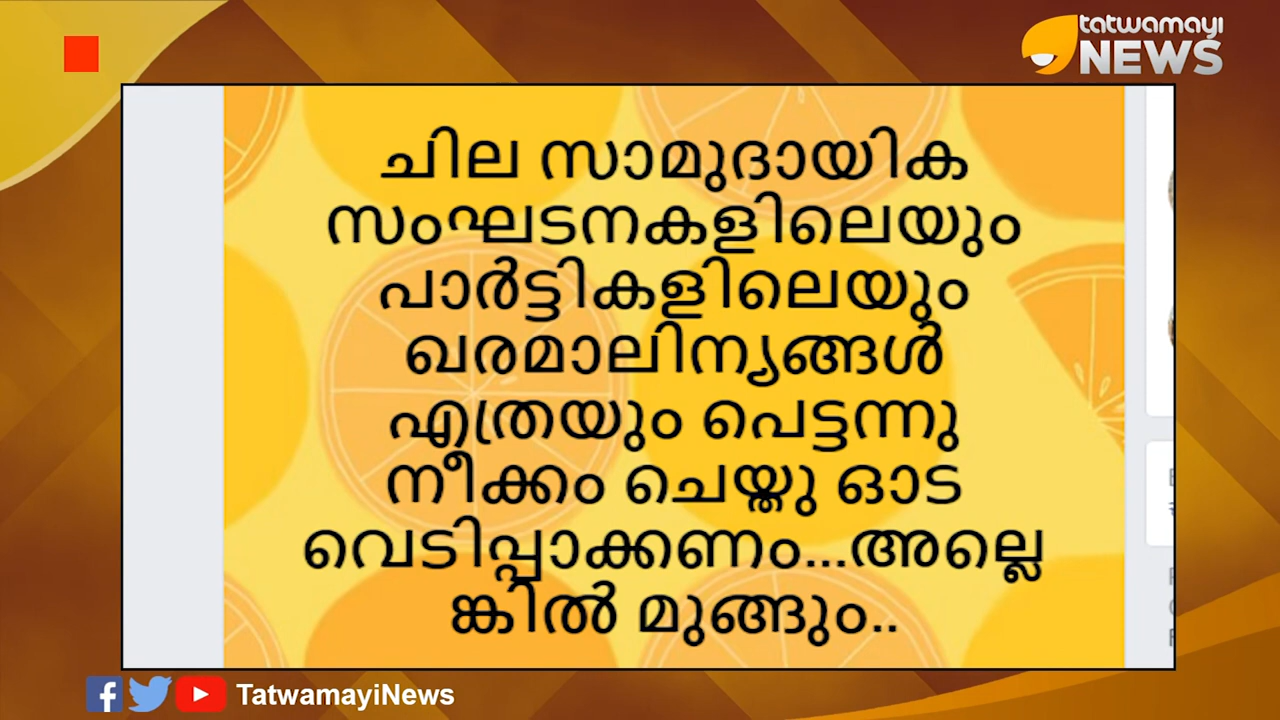 tatwamayi
NEWS
ചില സാമുദായിക
സംഘടനകളിലെയും
പാർട്ടികളിലെയും
ഖരമാലിന്യങ്ങൾ
എത്രയും പെട്ടന്നു
നീക്കം ചെയ്തു ഓട
വെടിപ്പാക്കണം...അല്ലെ
ങ്കിൽ മുങ്ങും..
TatwamayiNews